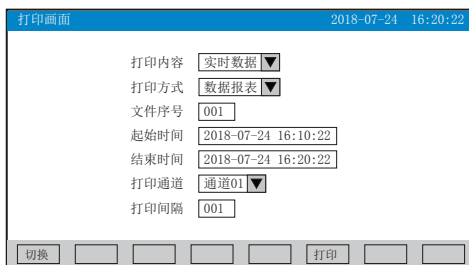 打印画面 2018-07-24 16:20:22
打印内容 实时数据
打印方式 数据报表
文件序号 001
起始时间 2018-07-24 16:10:22
结束时间 2018-07-24 16:20:22
打印通道 通道01
打印间隔 001
切换 打印